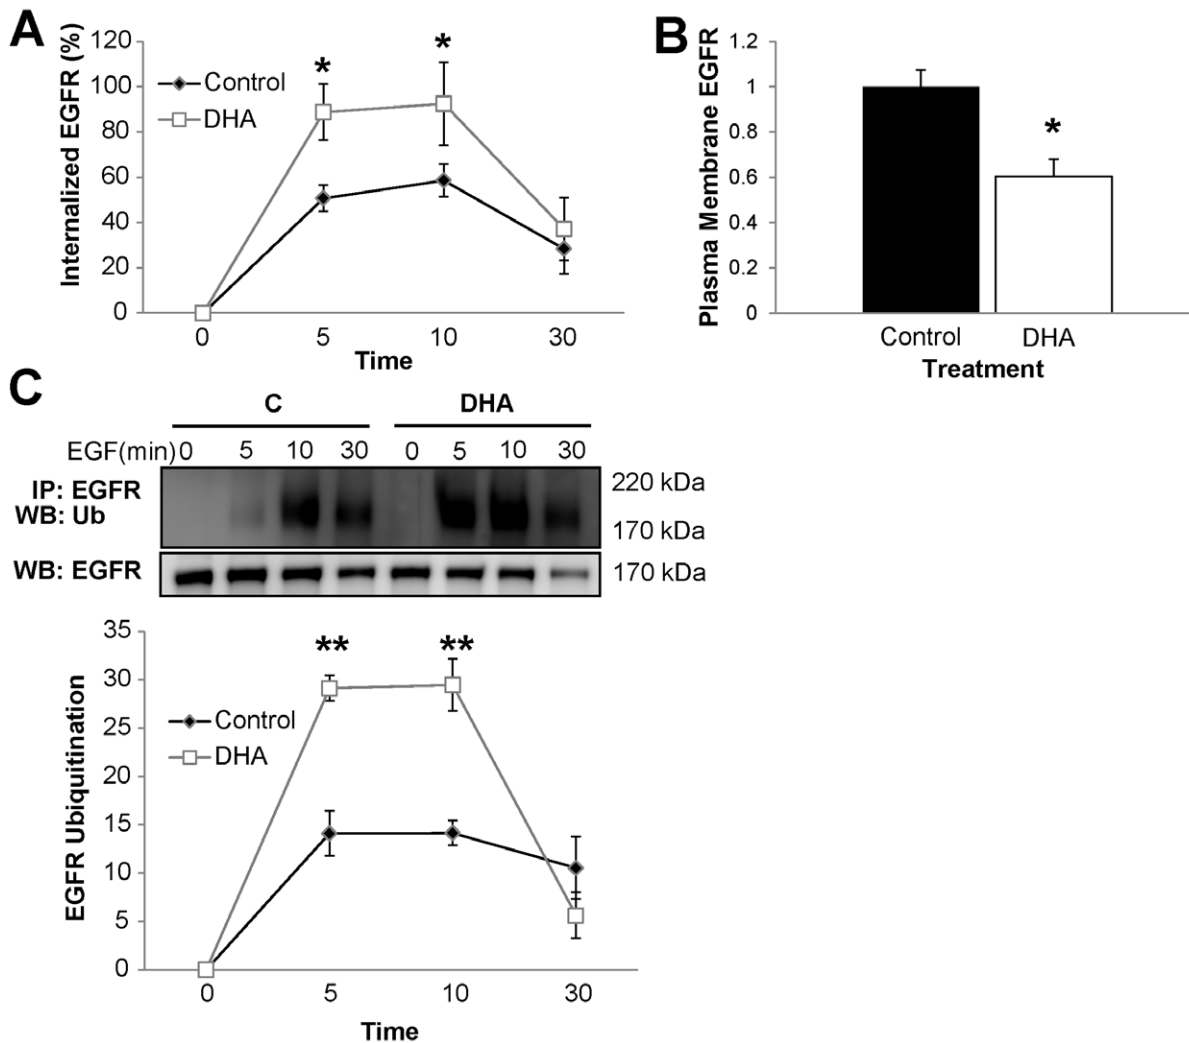 A
Internalized EGFR (%)
120
100
80
60
40
20
0
Control
DHA
*
*
0 5 10 30
Time
B
Plasma Membrane EGFR
1.2
1
0.8
0.6
0.4
0.2
0
*
Control DHA
Treatment
C
C DHA
EGF(min) 0 5 10 30 0 5 10 30
IP: EGFR
WB: Ub
220 kDa
170 kDa
WB: EGFR
170 kDa
EGFR Ubiquitination
35
30
25
20
15
10
5
0
**
**
Control
DHA
0 5 10 30
Time